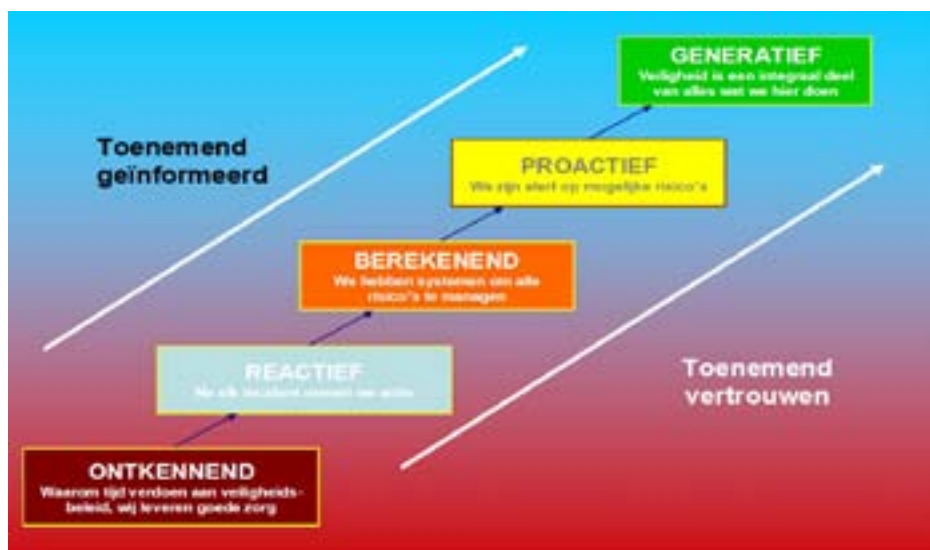 GENERATIEF
Veiligheid is een integraal deel
van alles wat we hier doen
Toenemend
geïnformeerd
PROACTIEF
We zijn alert op mogelijke risico's
BEREKENEND
We hebben systemen om alle
risico's te managen
REACTIEF
Na elk incident nemen we actie
Toenemend
vertrouwen
ONTKENNEND
Waarom tijd verdoen aan veiligheids-
beleid, wij leveren goede zorg